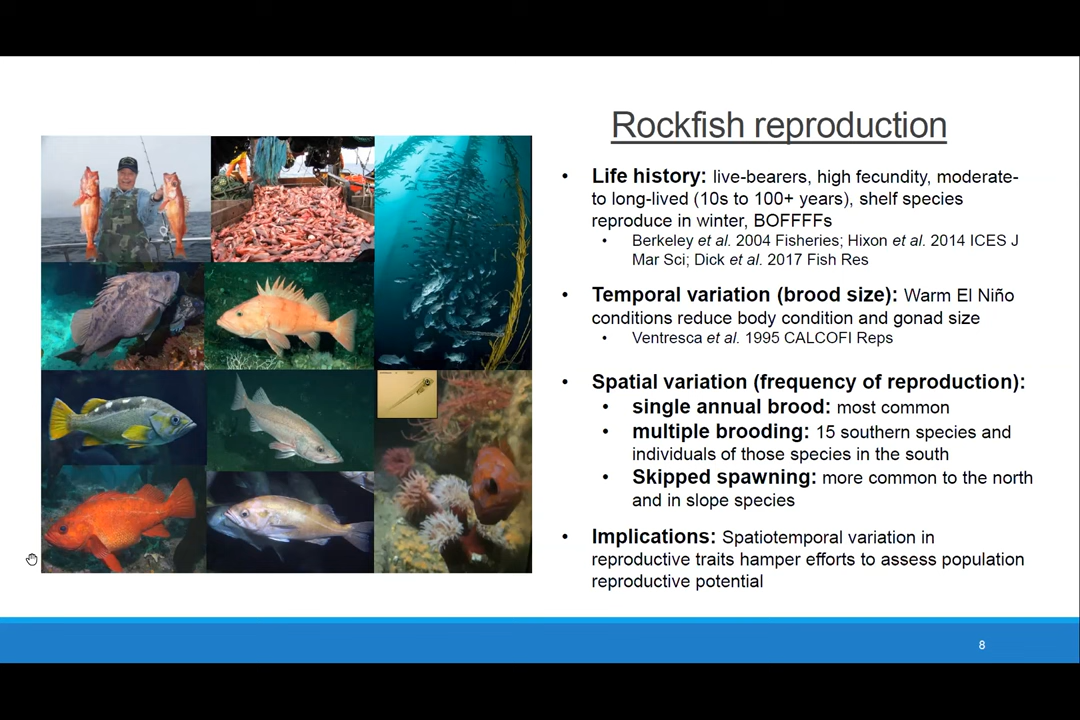 Rockfish reproduction
• Life history: live-bearers, high fecundity, moderate-
to long-lived (10s to 100+ years), shelf species
reproduce in winter, BOFFFFs
• Berkeley et al. 2004 Fisheries; Hixon et al. 2014 ICES J
Mar Sci; Dick et al. 2017 Fish Res
• Temporal variation (brood size): Warm El Niño
conditions reduce body condition and gonad size
• Ventresca et al. 1995 CALCOFI Reps
• Spatial variation (frequency of reproduction):
• single annual brood: most common
• multiple brooding: 15 southern species and
individuals of those species in the south
• Skipped spawning: more common to the north
and in slope species
• Implications: Spatiotemporal variation in
reproductive traits hamper efforts to assess population
reproductive potential
8